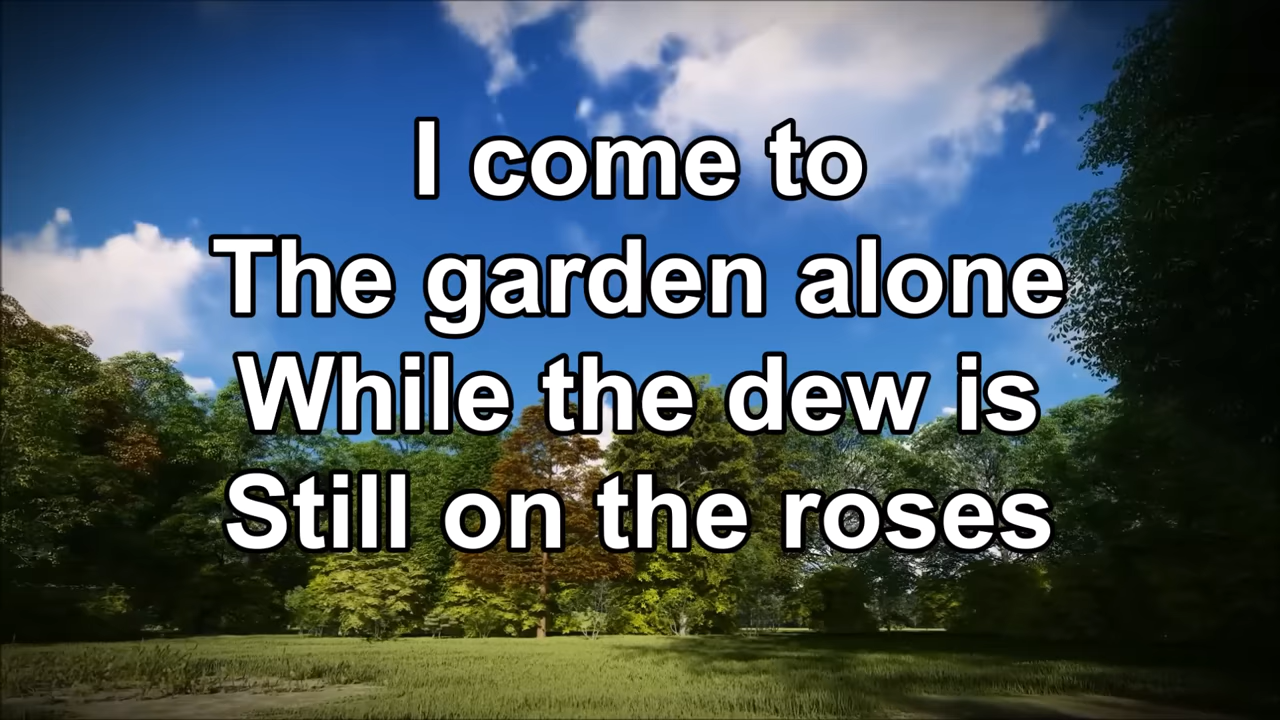 I come to
The garden alone
While the dew is
Still on the roses